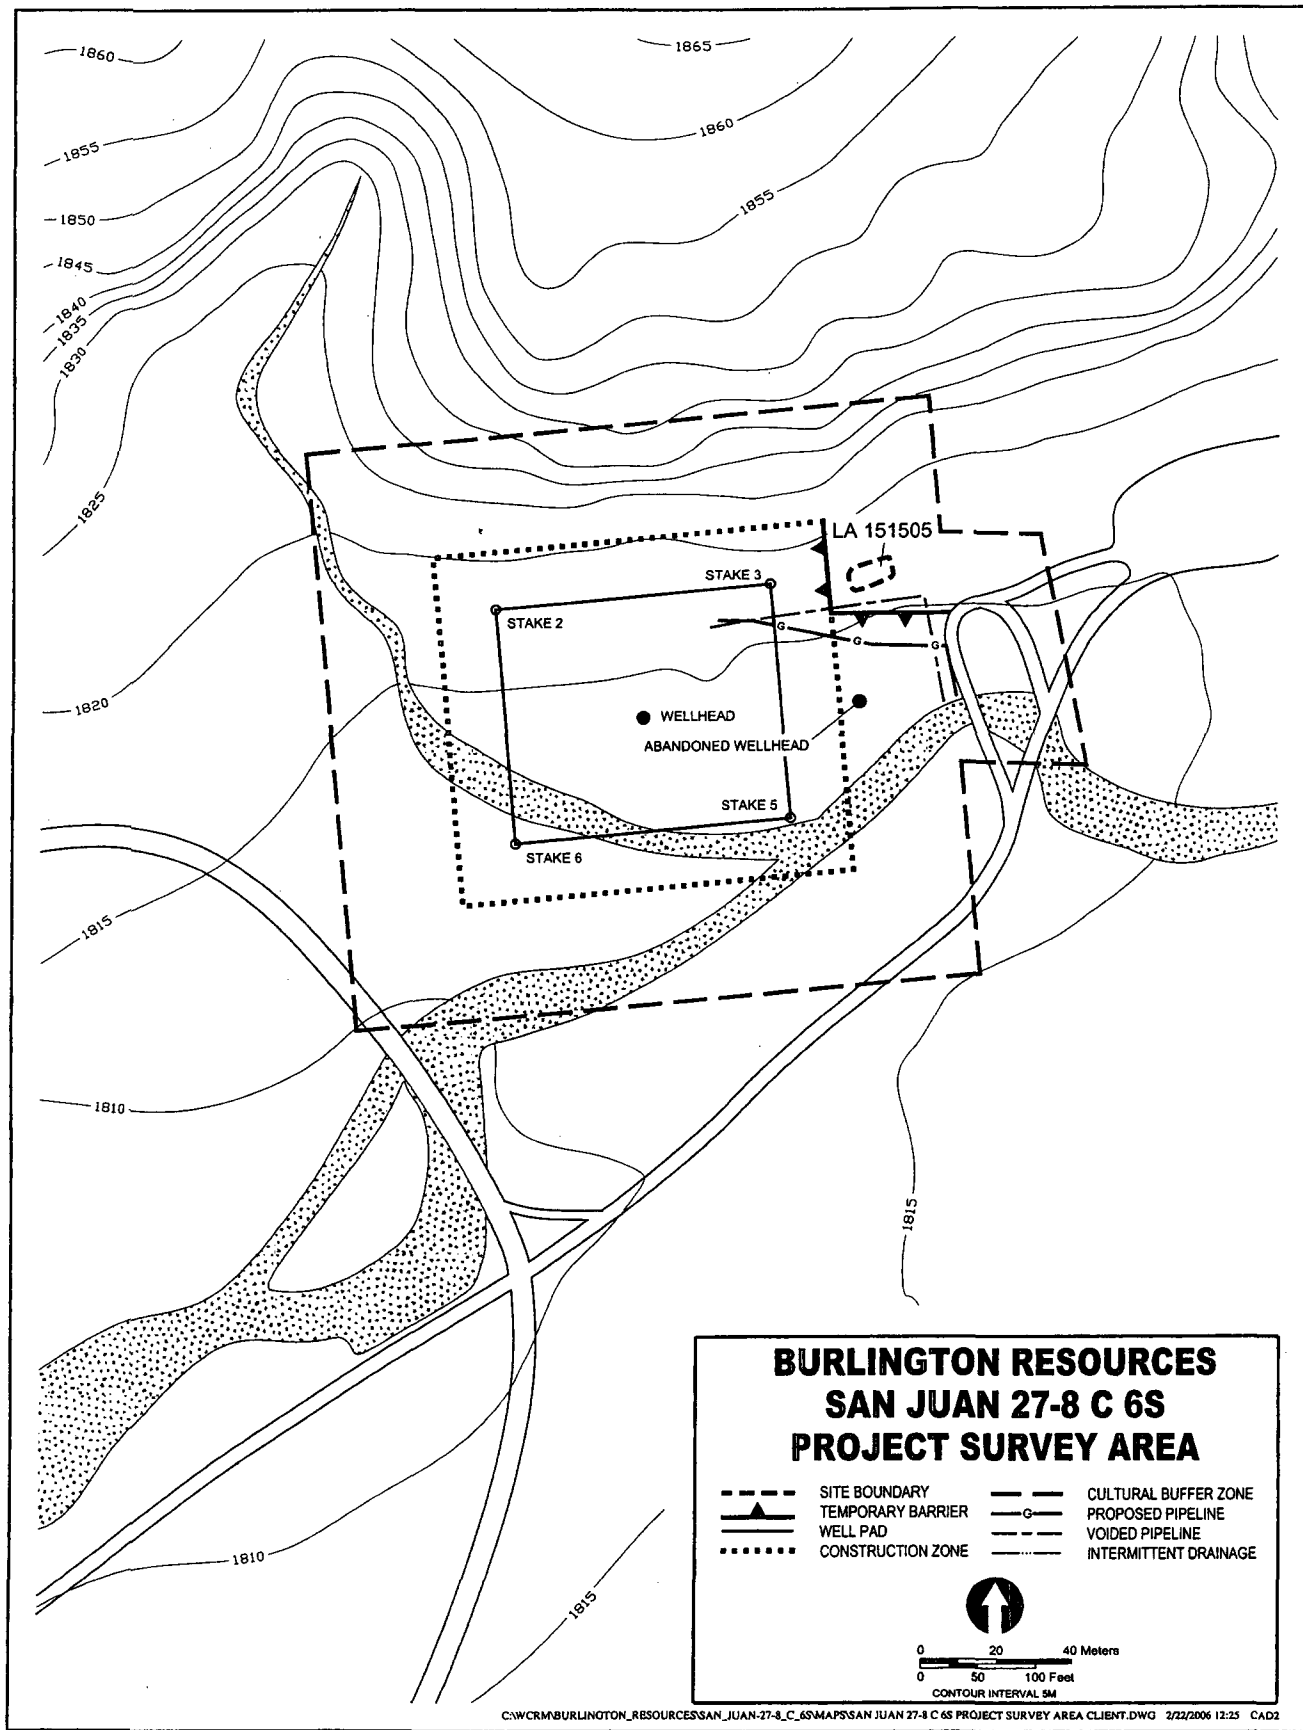 1860
1865
1860
1855
1855
1850
1845
1840
1835
1830
1825
LA 151505
STAKE 3
STAKE 2
G
G
G
1820
WELLHEAD
ABANDONED WELLHEAD
STAKE 5
STAKE 6
1815
1810
1815
1810
1815
BURLINGTON RESOURCES
SAN JUAN 27-8 C 6S
PROJECT SURVEY AREA
SITE BOUNDARY
TEMPORARY BARRIER
WELL PAD
CONSTRUCTION ZONE
CULTURAL BUFFER ZONE
G PROPOSED PIPELINE
VOIDED PIPELINE
INTERMITTENT DRAINAGE
0 20 40 Meters
0 50 100 Feet
CONTOUR INTERVAL 5M
C:\WCRM\BURLINGTON_RESOURCES\SAN_JUAN-27-8_C_6S\MAPS\SAN JUAN 27-8 C 6S PROJECT SURVEY AREA CLIENT.DWG 2/22/2006 12:25 CAD2